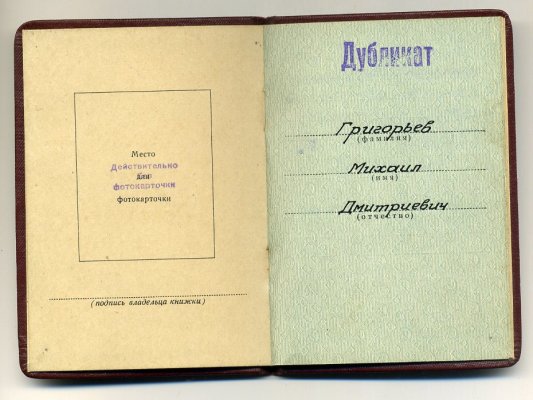 Место
Действительно
для
без
фотокарточки
фотокарточки
(подпись владельца книжки)
Дубликат
Григорьев
(фамилия)
Михаил
(имя)
Дмитриевич
(отчество)